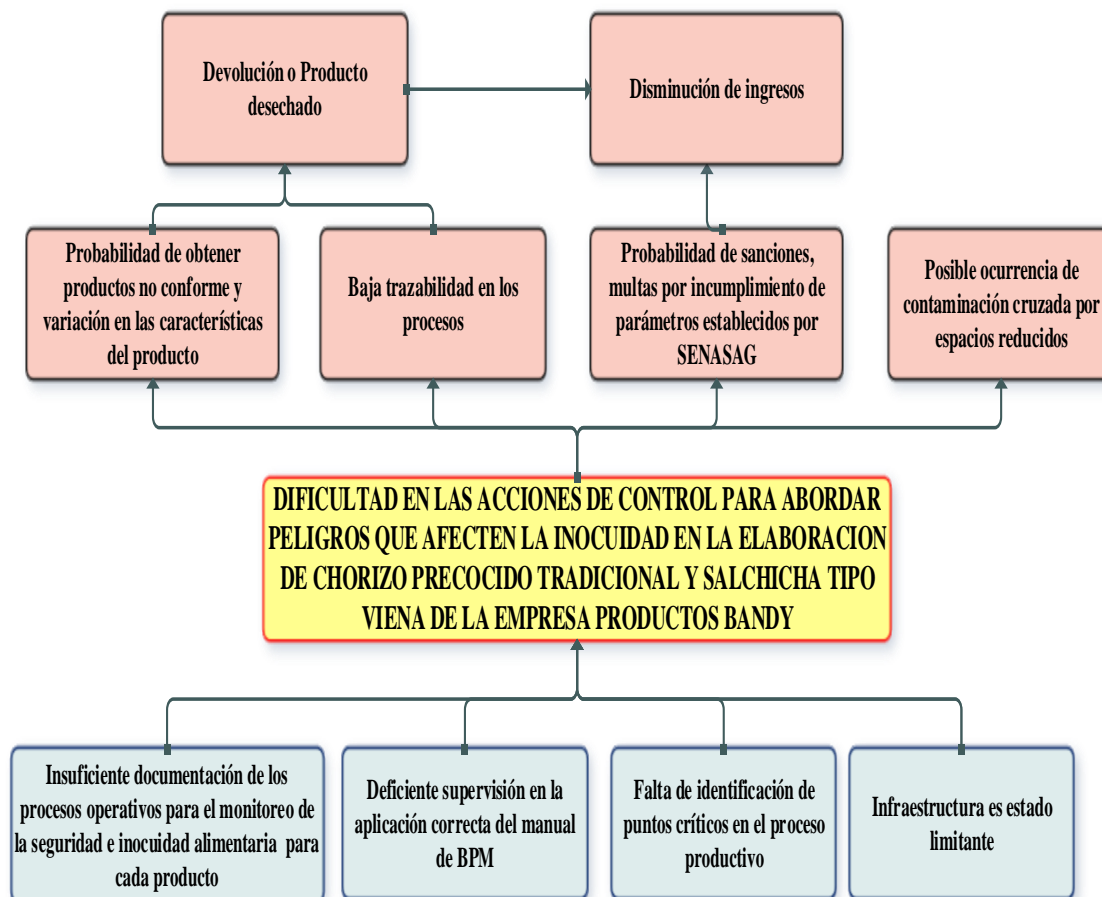 Devolución o Producto
desechado
Disminución de ingresos
Probabilidad de obtener
productos no conforme y
variación en las características
del producto
Baja trazabilidad en los
procesos
Probabilidad de sanciones,
multas por incumplimiento de
parámetros establecidos por
SENASAG
Posible ocurrencia de
contaminación cruzada por
espacios reducidos
DIFICULTAD EN LAS ACCIONES DE CONTROL PARA ABORDAR
PELIGROS QUE AFECTEN LA INOCUIDAD EN LA ELABORACION
DE CHORIZO PRECOCIDO TRADICIONAL Y SALCHICHA TIPO
VIENA DE LA EMPRESA PRODUCTOS BANDY
Insuficiente documentación de los
procesos operativos para el monitoreo de
la seguridad e inocuidad alimentaria para
cada producto
Deficiente supervisión en la
aplicación correcta del manual
de BPM
Falta de identificación de
puntos críticos en el proceso
productivo
Infraestructura es estado
limitante